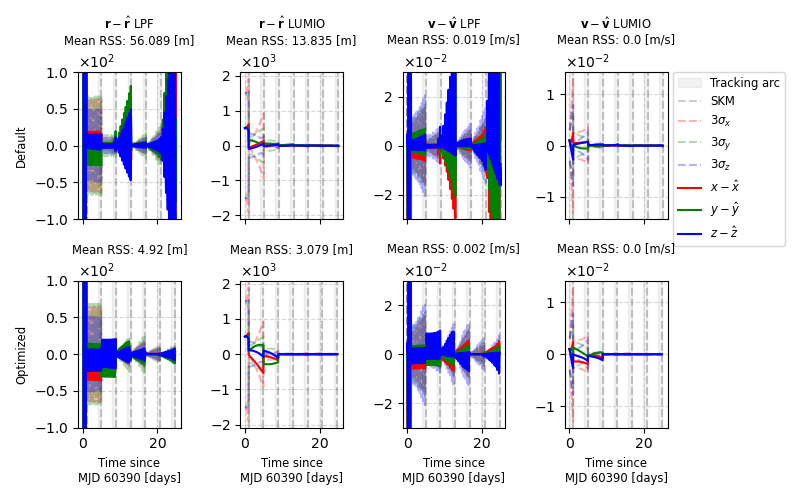 r − r̂ LPF
Mean RSS: 56.089 [m]
r − r̂ LUMIO
Mean RSS: 13.835 [m]
v − v̂ LPF
Mean RSS: 0.019 [m/s]
v − v̂ LUMIO
Mean RSS: 0.0 [m/s]
×10²
×10³
×10⁻²
×10⁻²
1.0
0.5
0.0
−0.5
−1.0
Default
2
1
0
−1
−2
2
0
−2
1
0
−1
Tracking arc
SKM
3σₓ
3σ_y
3σ_z
x − x̂
y − ŷ
z − ẑ
Mean RSS: 4.92 [m]
Mean RSS: 3.079 [m]
Mean RSS: 0.002 [m/s]
Mean RSS: 0.0 [m/s]
×10²
×10³
×10⁻²
×10⁻²
1.0
0.5
0.0
−0.5
−1.0
Optimized
2
1
0
−1
−2
2
0
−2
1
0
−1
0 20
0 20
0 20
0 20
Time since
MJD 60390 [days]
Time since
MJD 60390 [days]
Time since
MJD 60390 [days]
Time since
MJD 60390 [days]